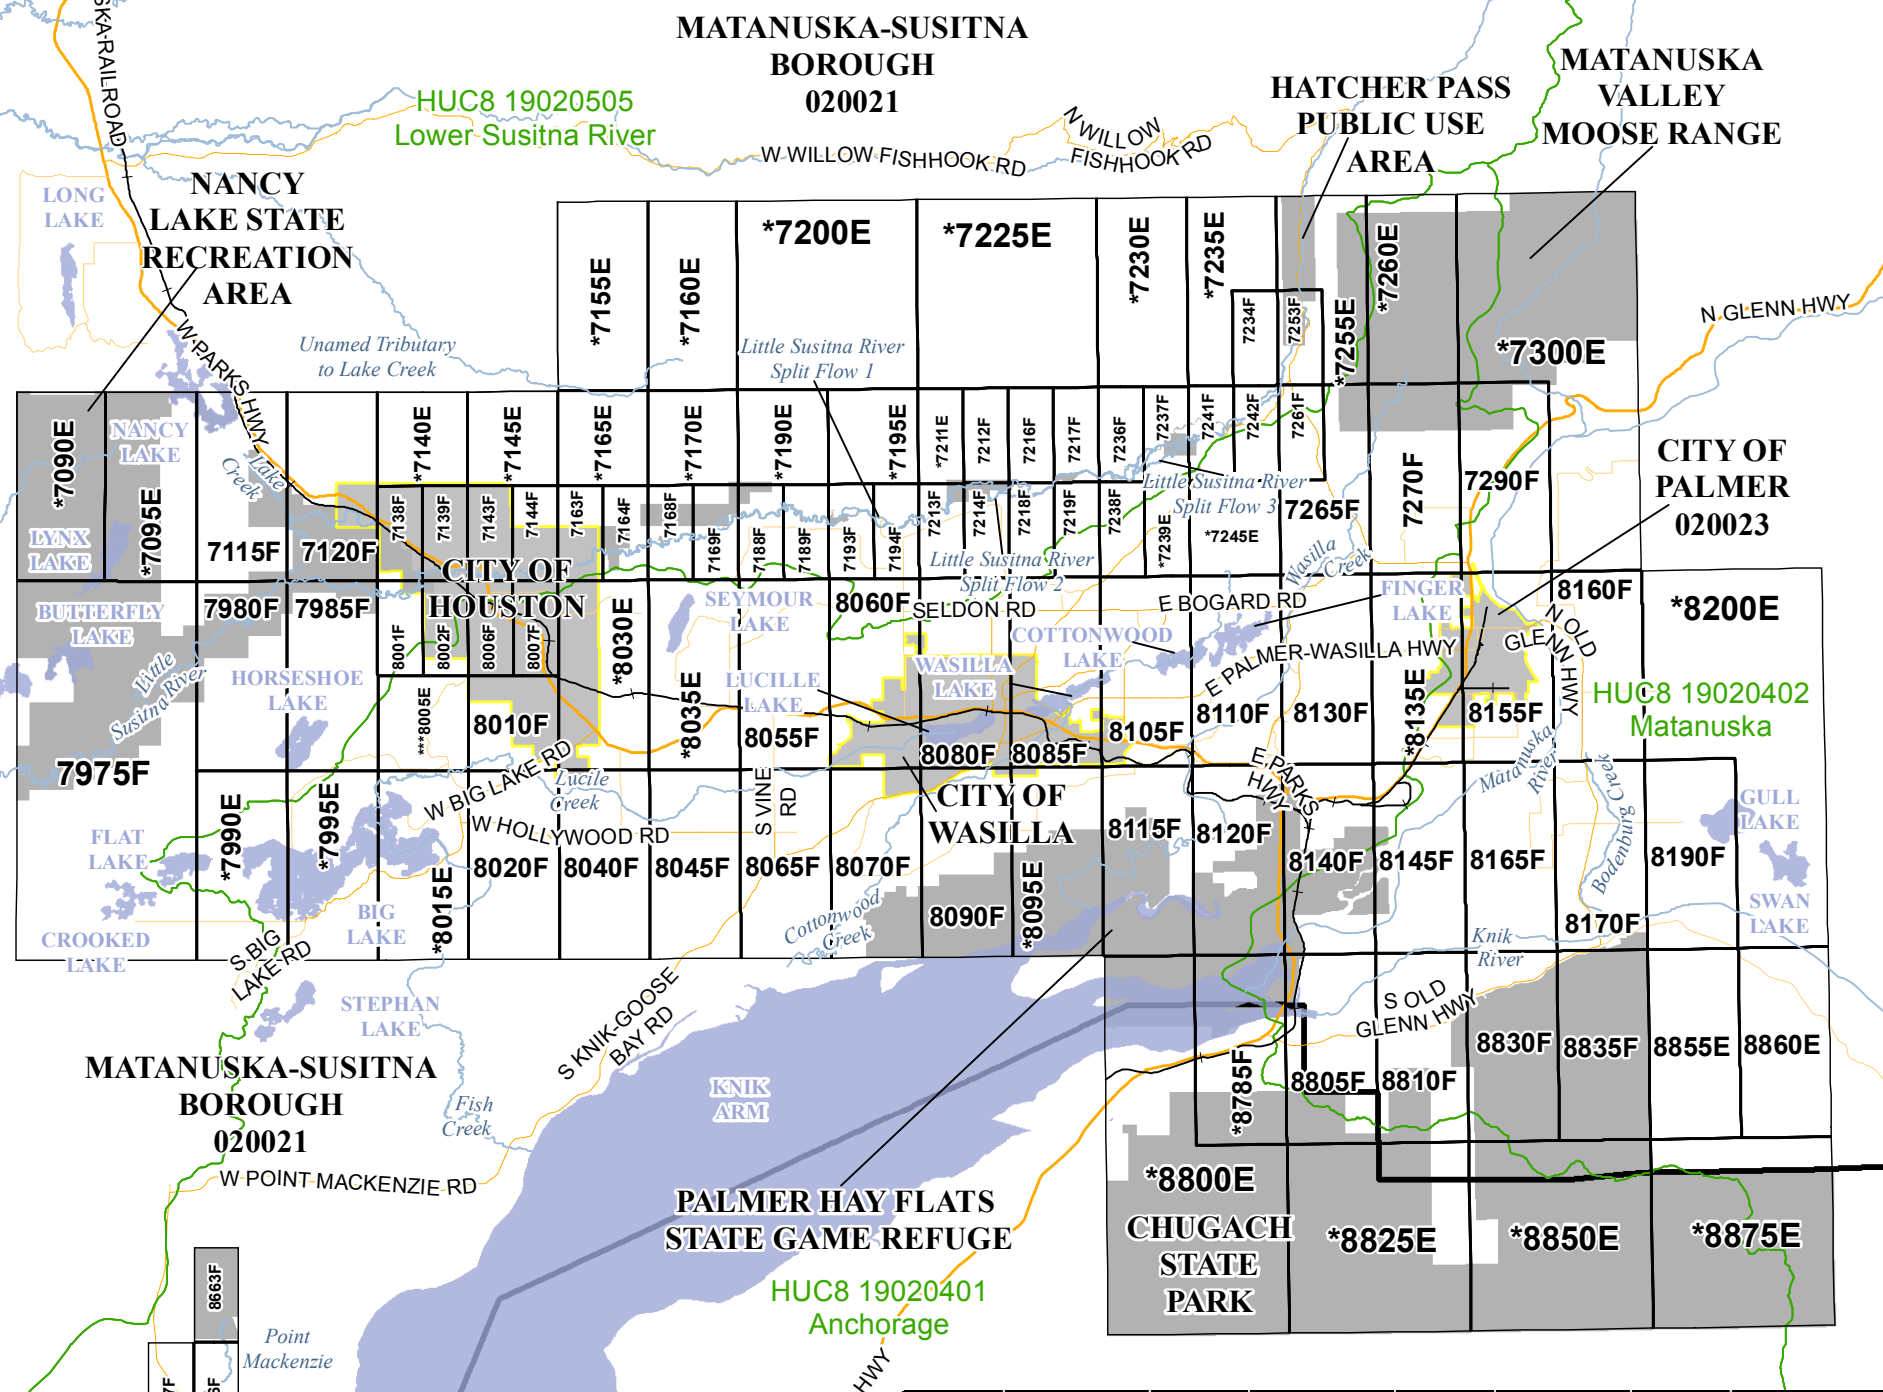 SKA RAILROAD
MATANUSKA-SUSITNA
BOROUGH
020021
HUC8 19020505
Lower Susitna River
W WILLOW FISHHOOK RD
N WILLOW
FISHHOOK RD
HATCHER PASS
PUBLIC USE
AREA
MATANUSKA
VALLEY
MOOSE RANGE
LONG
LAKE
NANCY
LAKE STATE
RECREATION
AREA
W PARKS HWY
Unamed Tributary
to Lake Creek
Little Susitna River
Split Flow 1
N GLENN HWY
*7155E
*7160E
*7200E
*7225E
*7230E
*7235E
7234F
7253F
*7255E
*7260E
*7300E
*7090E
NANCY
LAKE
*7095E
Lake
Creek
*7140E
*7145E
*7165E
*7170E
*7190E
*7195E
*7211E
7212F
7216F
7217F
7236F
7237F
7241F
7242F
7261F
7270F
7290F
CITY OF
PALMER
020023
LYNX
LAKE
7115F
7120F
7138F
7139F
7143F
7144F
7163F
7164F
7168F
7169F
7188F
7189F
7193F
7194F
7213F
7214F
7218F
7219F
7238F
*7239E
Little Susitna River
Split Flow 3
*7245E
7265F
Little Susitna River
Split Flow 2
Wasilla
Creek
CITY OF
HOUSTON
BUTTERFLY
LAKE
7980F
7985F
8001F
8002F
8006F
8007F
*8030E
SEYMOUR
LAKE
8060F
SELDON RD
E BOGARD RD
FINGER
LAKE
8160F
*8200E
COTTONWOOD
LAKE
E PALMER-WASILLA HWY
N OLD
GLENN HWY
Little
Susitna River
HORSESHOE
LAKE
***8005E
8010F
*8035E
LUCILLE
LAKE
WASILLA
LAKE
8055F
8080F
8085F
8105F
8110F
8130F
*8135E
8155F
HUC8 19020402
Matanuska
7975F
*7990E
*7995E
W BIG LAKE RD
Lucile
Creek
W HOLLYWOOD RD
S VINE
RD
CITY OF
WASILLA
E PARKS
HWY
Matanuska
River
Bodenburg Creek
GULL
LAKE
FLAT
LAKE
*8015E
8020F
8040F
8045F
8065F
8070F
8090F
*8095E
8115F
8120F
8140F
8145F
8165F
8170F
8190F
SWAN
LAKE
CROOKED
LAKE
S BIG
LAKE RD
BIG
LAKE
Cottonwood
Creek
Knik
River
STEPHAN
LAKE
S KNIK-GOOSE
BAY RD
S OLD
GLENN HWY
MATANUSKA-SUSITNA
BOROUGH
020021
Fish
Creek
KNIK
ARM
*8785F
8805F
8810F
8830F
8835F
8855E
8860E
W POINT MACKENZIE RD
PALMER HAY FLATS
STATE GAME REFUGE
*8800E
CHUGACH
STATE
PARK
*8825E
*8850E
*8875E
HUC8 19020401
Anchorage
8663F
Point
Mackenzie
7F
6F
HWY